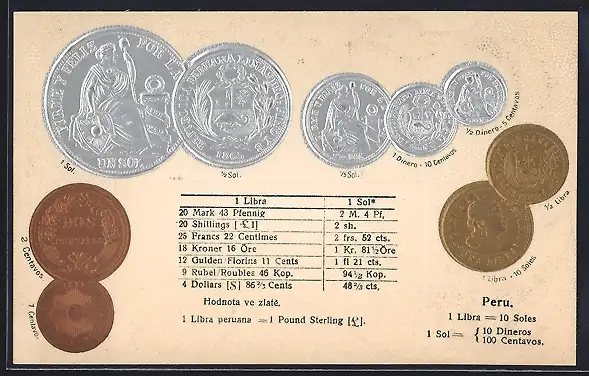 FIRME Y FELIZ POR LA
UN SOL
REPUBLICA PERUANA
1 Sol.
½ Sol.
⅕ Sol.
1 Dinero - 10 Centavos
½ Dinero - 5 Centavos
½ Libra
1 Libra - 10 Soles
2 Centavos.
DOS
1 Centavo.
1 Libra 1 Sol*
20 Mark 43 Pfennig 2 M. 4 Pf,
20 Shillings [ £1] 2 sh.
25 Francs 22 Centimes 2 frs. 52 cts.
18 Kroner 16 Öre 1 Kr. 81½ Öre
12 Gulden Florins 11 Cents 1 fl 21 cts.
9 Rubel/Roubles 46 Kop. 94½ Kop.
4 Dollars [$] 86⅔ Cents 48⅔ cts.
Hodnota ve zlatě.
1 Libra peruana = 1 Pound Sterling [£].
Peru.
1 Libra = 10 Soles
1 Sol = { 10 Dineros
100 Centavos.